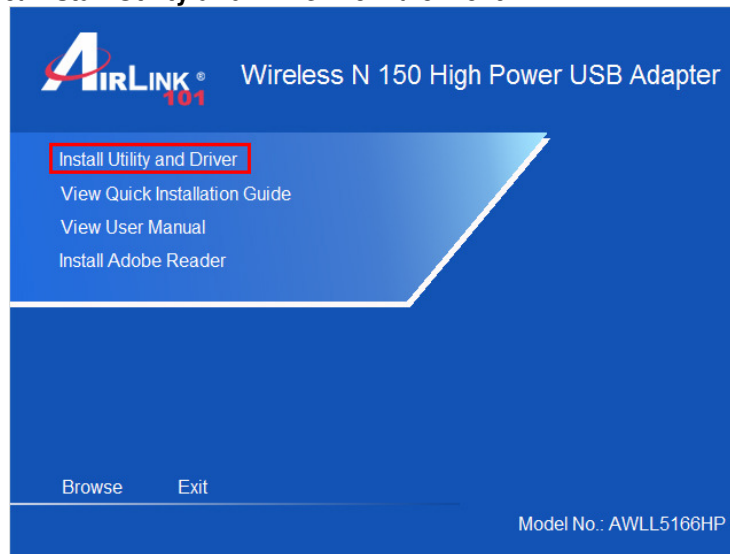 AIRLINK ® Wireless N 150 High Power USB Adapter
101
Install Utility and Driver
View Quick Installation Guide
View User Manual
Install Adobe Reader
Browse Exit
Model No.: AWLL5166HP